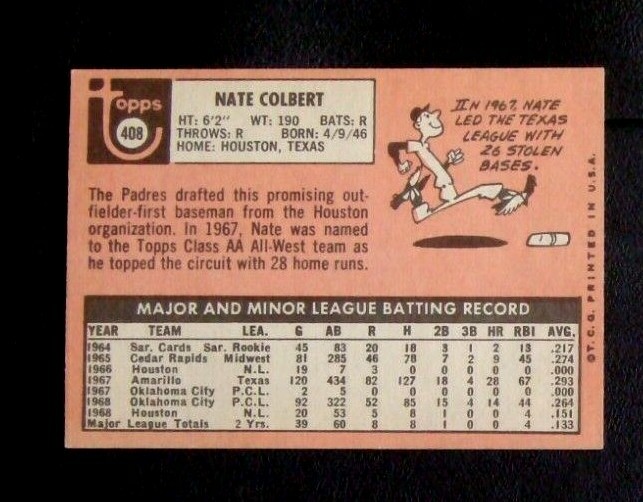 topps
408
NATE COLBERT
HT: 6'2" WT: 190 BATS: R
THROWS: R BORN: 4/9/46
HOME: HOUSTON, TEXAS
IN 1967, NATE
LED THE TEXAS
LEAGUE WITH
26 STOLEN
BASES.
The Padres drafted this promising out-
fielder-first baseman from the Houston
organization. In 1967, Nate was named
to the Topps Class AA All-West team as
he topped the circuit with 28 home runs.
MAJOR AND MINOR LEAGUE BATTING RECORD
YEAR TEAM LEA. G AB R H 2B 3B HR RBI AVG.
1964 Sar. Cards Sar. Rookie 45 83 20 18 3 1 2 13 .217
1965 Cedar Rapids Midwest 81 285 46 78 7 2 9 45 .274
1966 Houston N.L. 19 7 3 0 0 0 0 0 .000
1967 Amarillo Texas 120 434 82 127 18 4 28 67 .293
1967 Oklahoma City P.C.L. 2 5 0 0 0 0 0 0 .000
1968 Oklahoma City P.C.L. 92 322 52 85 15 4 14 44 .264
1968 Houston N.L. 20 53 5 8 1 0 0 4 .151
Major League Totals 2 Yrs. 39 60 8 8 1 0 0 4 .133
©T.C.G. PRINTED IN U.S.A.